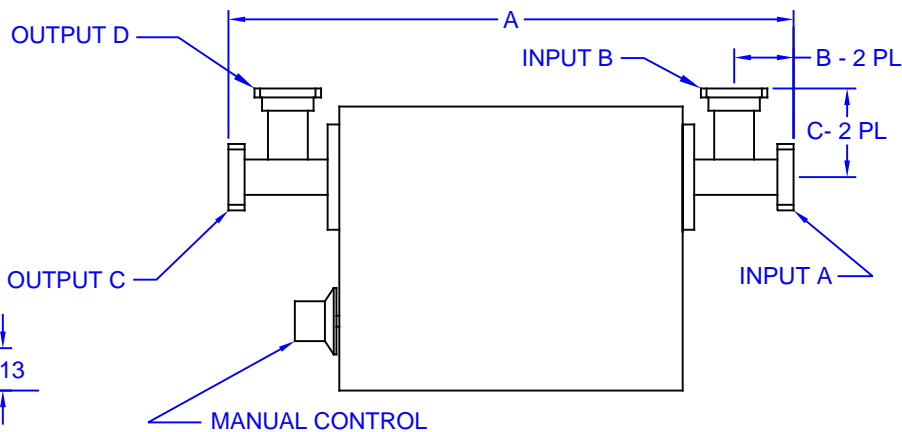 A
OUTPUT D
INPUT B
B - 2 PL
C- 2 PL
OUTPUT C
INPUT A
13
MANUAL CONTROL